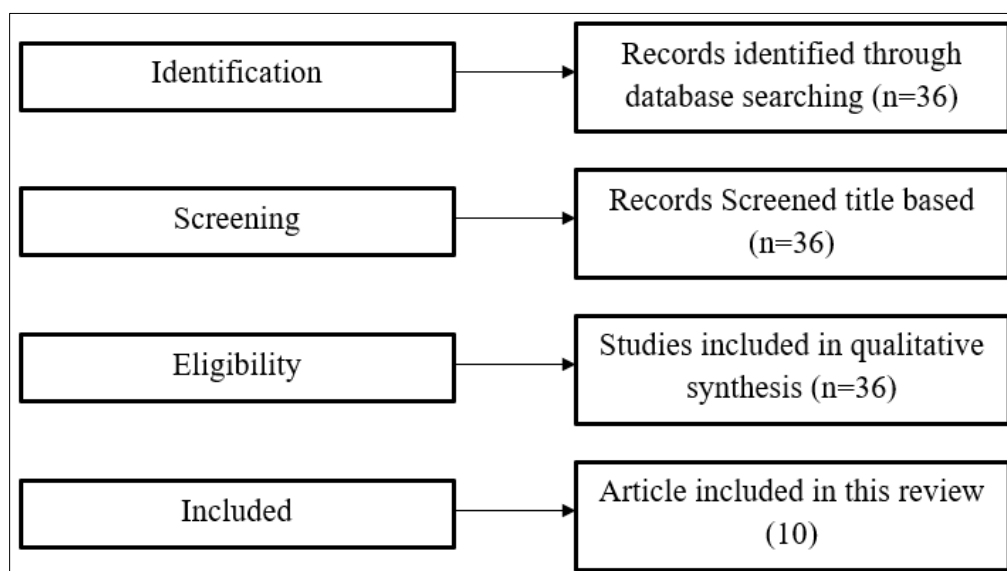 Identification
Records identified through
database searching (n=36)
Screening
Records Screened title based
(n=36)
Eligibility
Studies included in qualitative
synthesis (n=36)
Included
Article included in this review
(10)